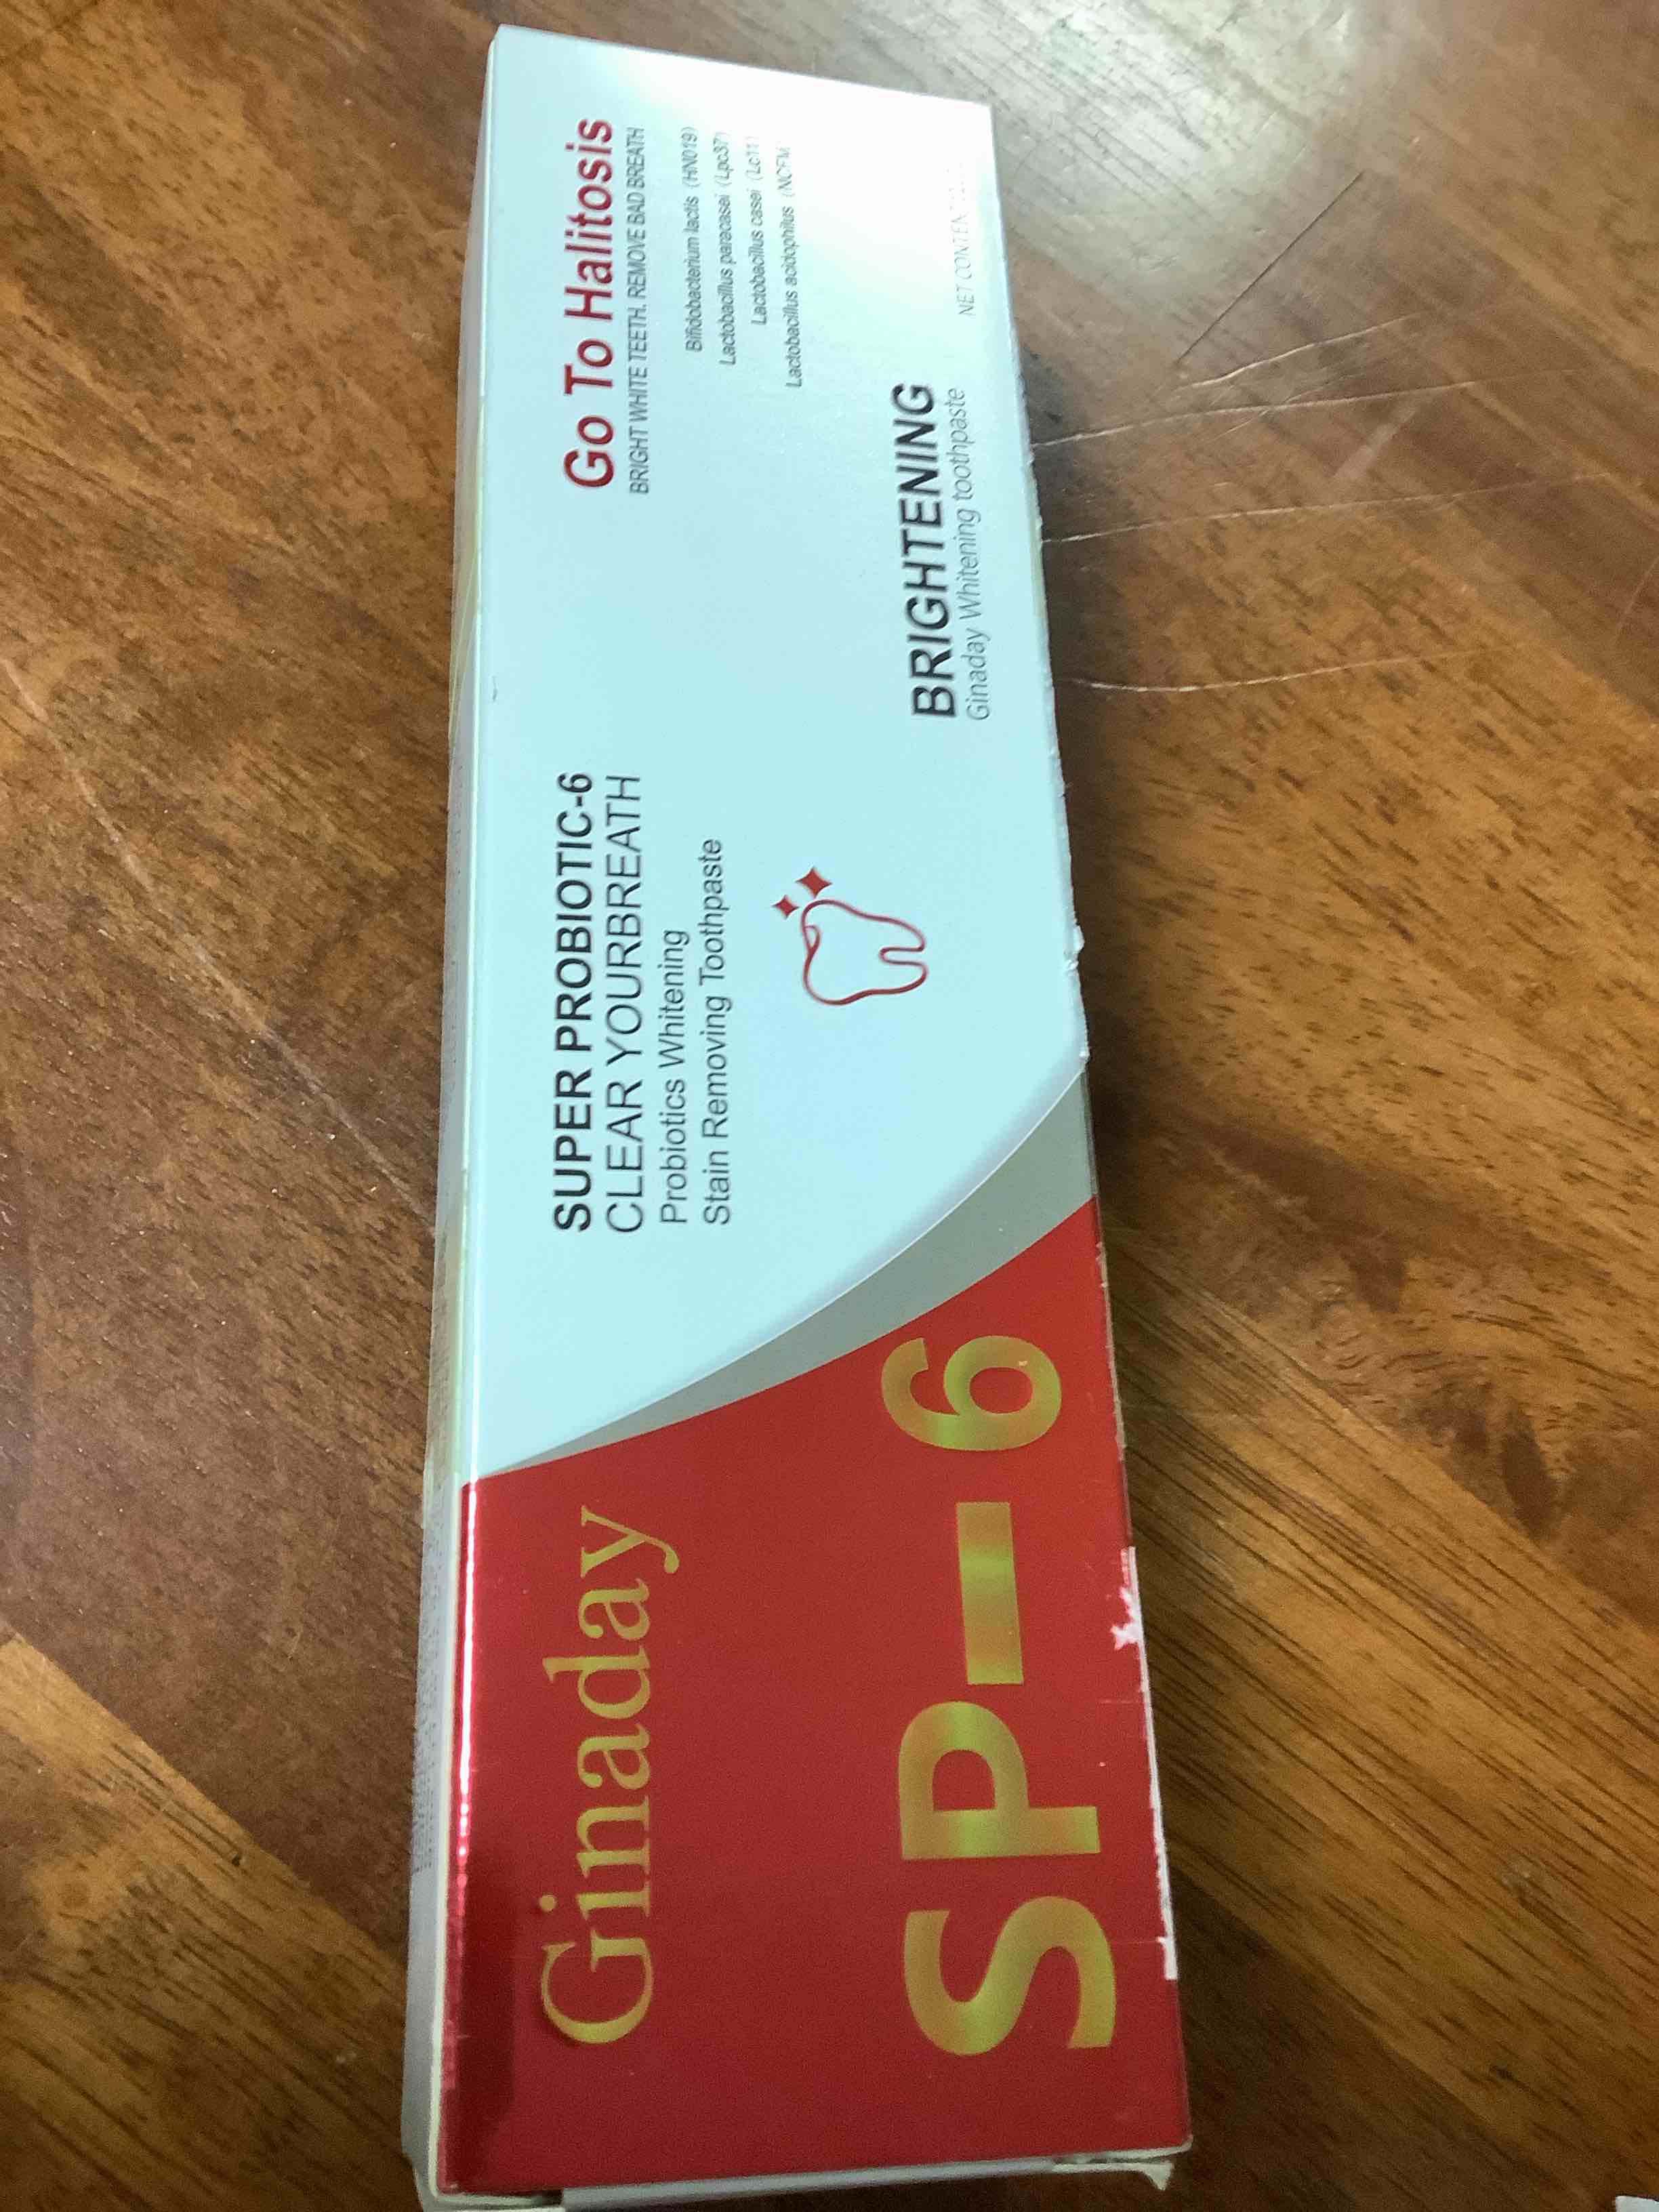 Ginaday
SP-6
SUPER PROBIOTIC-6
CLEAR YOURBREATH
Probiotics Whitening
Stain Removing Toothpaste
Go To Halitosis
BRIGHT WHITE TEETH. REMOVE BAD BREATH
Bifidobacterium lactis (HN019)
Lactobacillus paracasei (Lpc37)
Lactobacillus casei (Lc11)
Lactobacillus acidophilus (NCFM
BRIGHTENING
Ginaday Whitening toothpaste
NET CONTENT